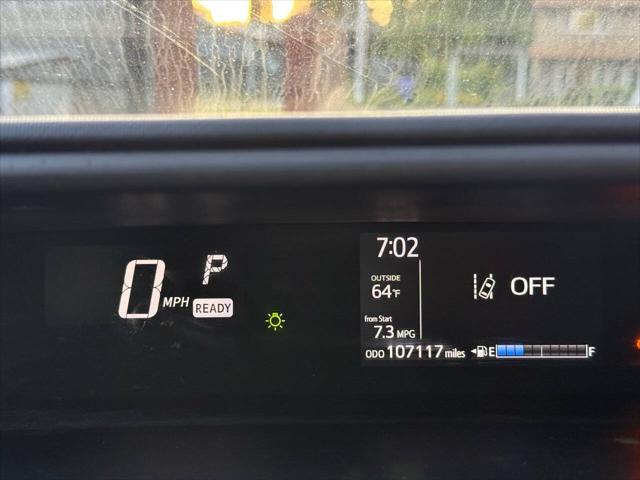 0 MPH
P
READY
7:02
OUTSIDE
64°F
from Start
7.3 MPG
ODO 107117 miles
OFF
E F